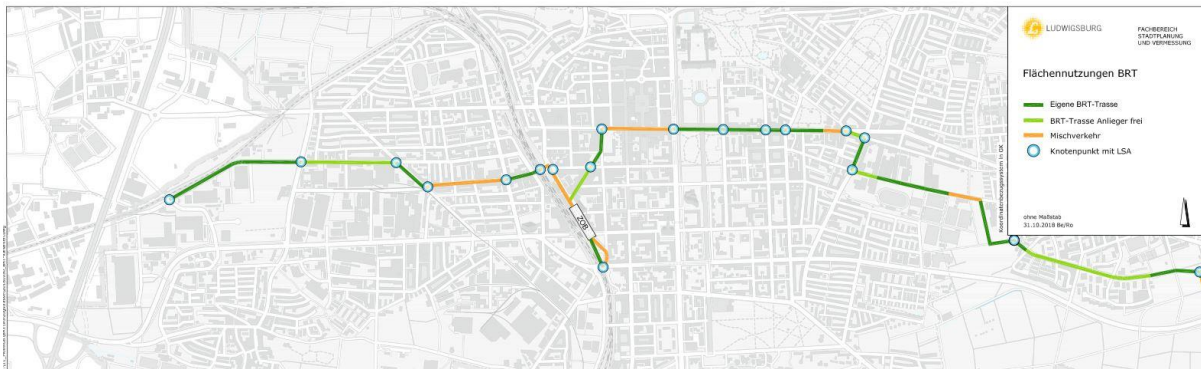 LUDWIGSBURG
FACHBEREICH
STADTPLANUNG
UND VERMESSUNG
Flächennutzungen BRT
Eigene BRT-Trasse
BRT-Trasse Anlieger frei
Mischverkehr
Knotenpunkt mit LSA
ohne Maßstab
31.10.2018 Be/Ro
Koordinatenbezugssystem in GK
ZOB